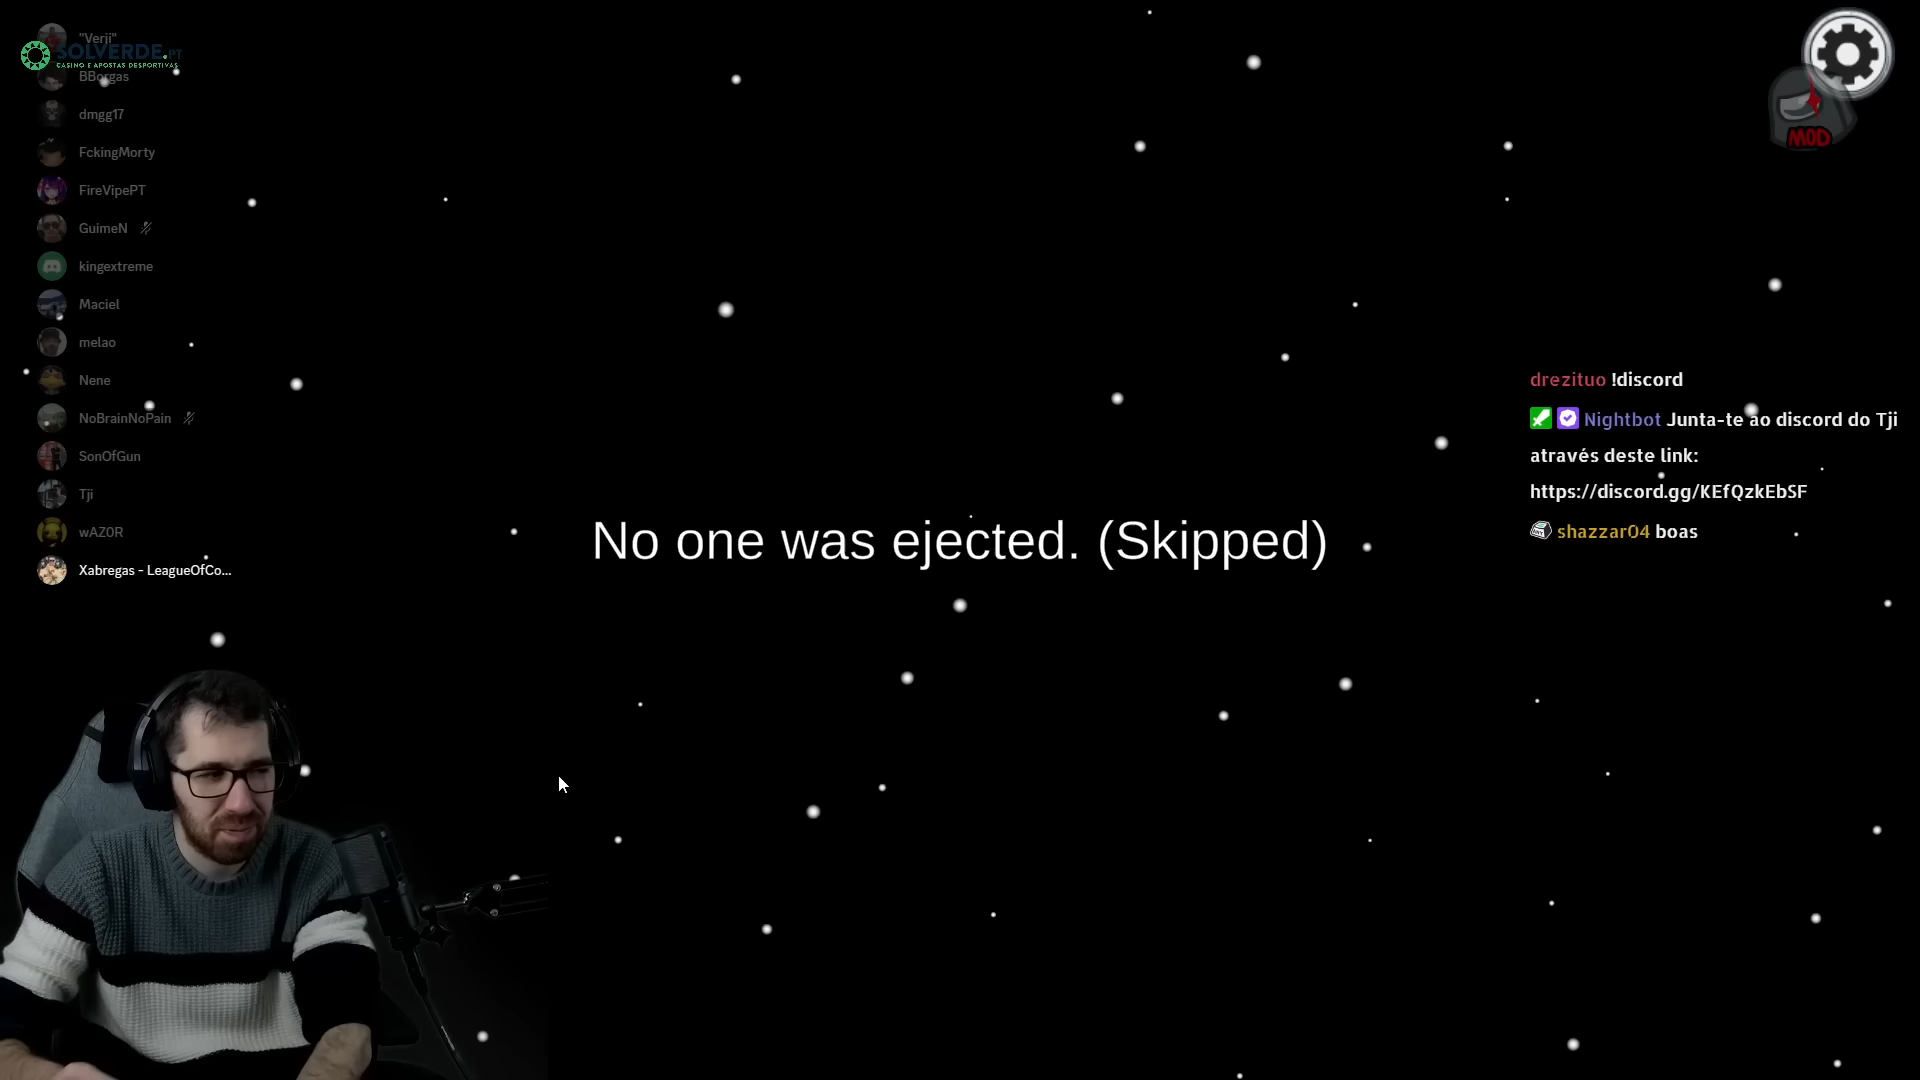 "Verji"
SOLVERDE.PT
CASINO E APOSTAS DESPORTIVAS
BBorgas
dmgg17
FckingMorty
FireVipePT
GuimeN
kingextreme
Maciel
melao
Nene
NoBrainNoPain
SonOfGun
Tji
wAZ0R
Xabregas - LeagueOfCo...
No one was ejected. (Skipped)
MOD
drezituo !discord
Nightbot Junta-te ao discord do Tji
através deste link:
https://discord.gg/KEfQzkEbSF
shazzar04 boas